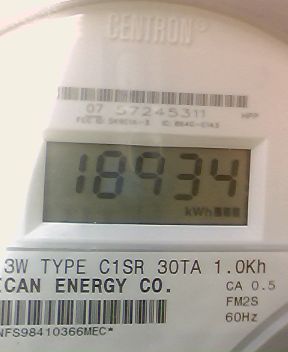 CENTRON®
07 57245311
HPP
18934
kWh
3W TYPE C1SR 30TA 1.0Kh
ICAN ENERGY CO.
CA 0.5
FM2S
60Hz
NFS98410366MEC*